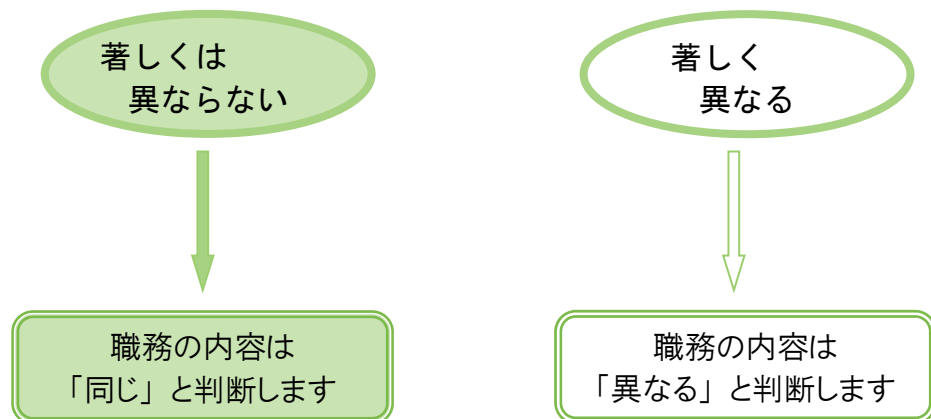 著しくは
異ならない
著しく
異なる
職務の内容は
「同じ」と判断します
職務の内容は
「異なる」と判断します